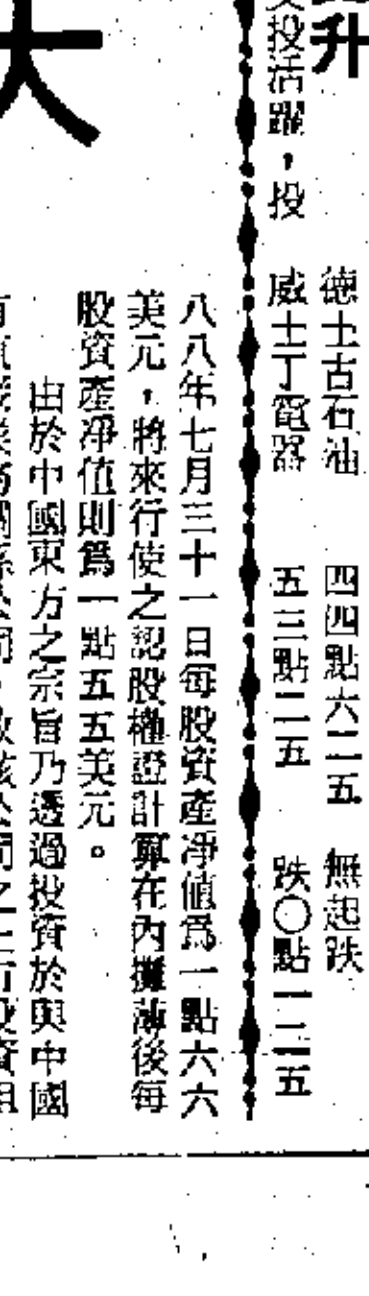 升
交投活躍，投
德士古石油　四四點六二五　無起跌
威士丁電器　五三點二五　跌〇點一二五
大
八八年七月三十一日每股資產淨值爲一點六六
美元，將來行使之認股權證計算在內攤薄後每
股資產淨值則爲一點五五美元。
由於中國東方之宗旨乃透過投資於與中國